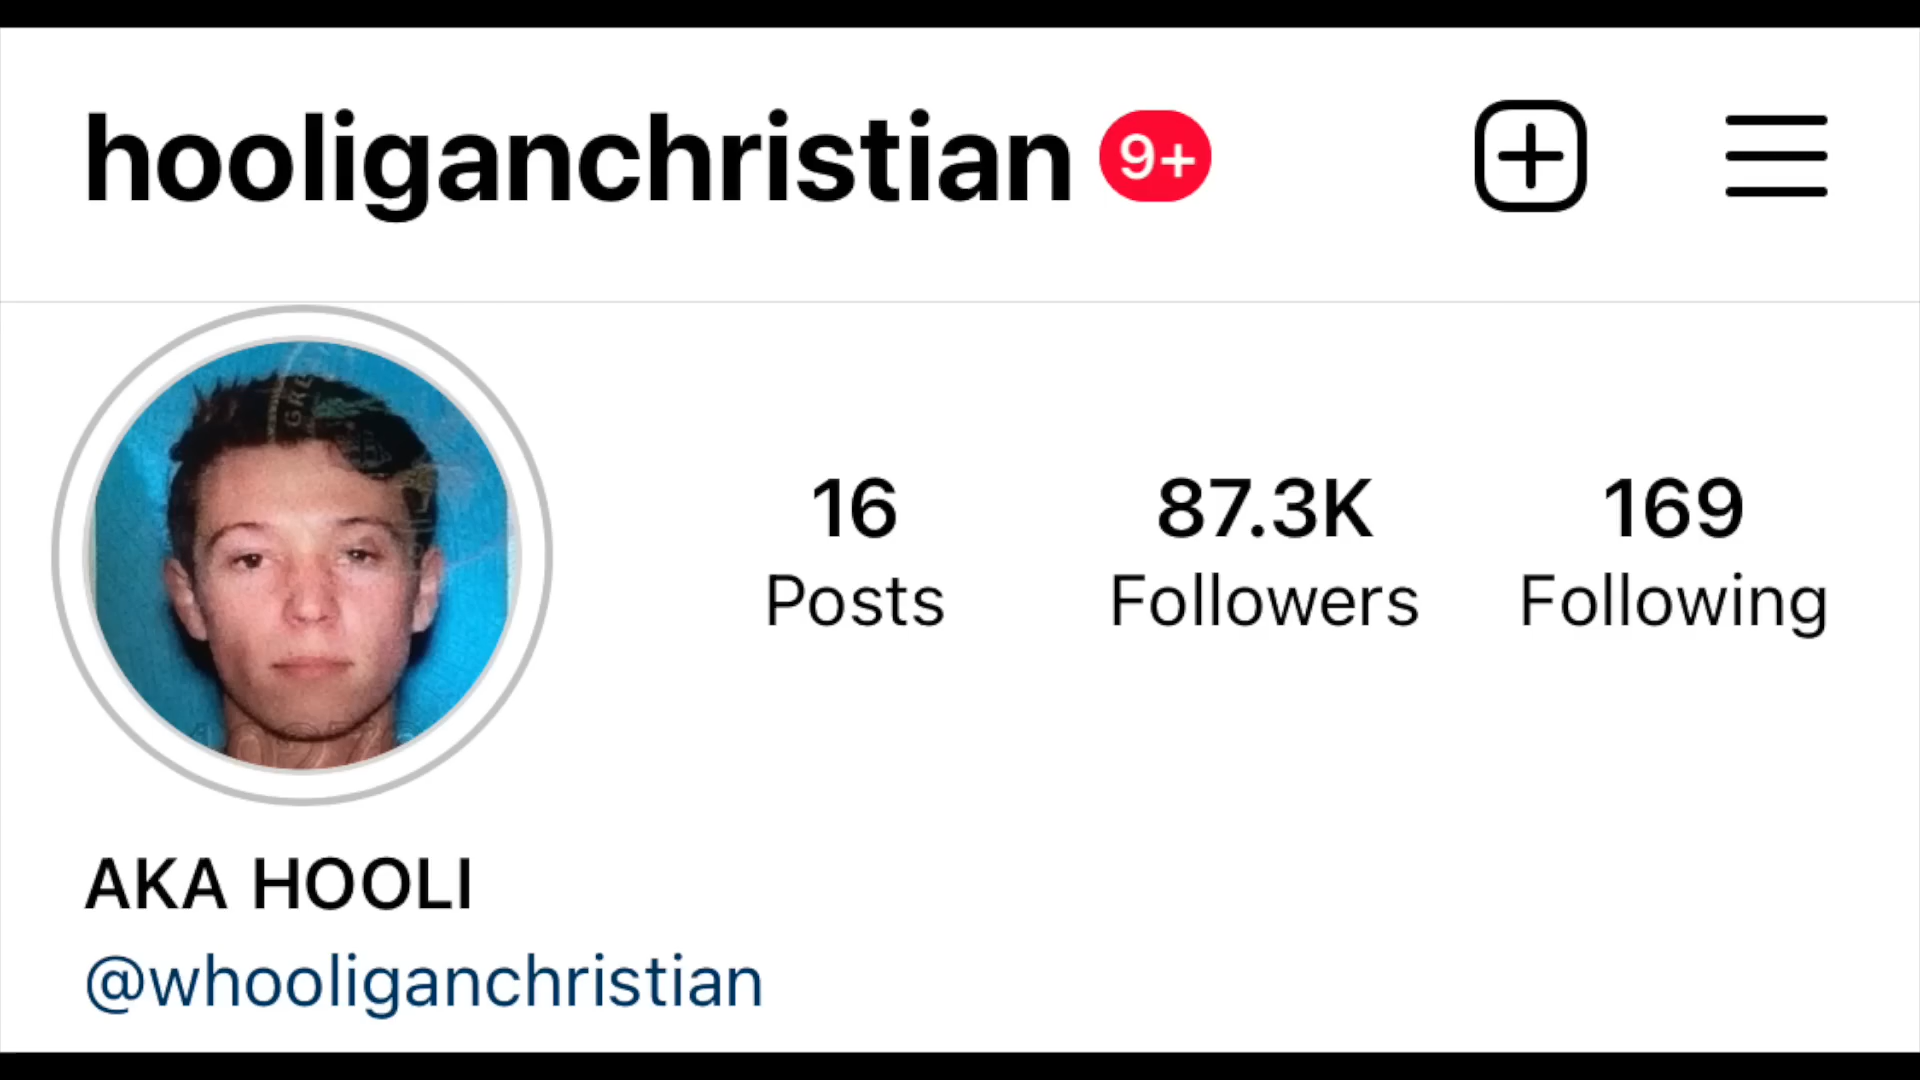 hooliganchristian 9+
16 87.3K 169
Posts Followers Following
AKA HOOLI
@whooliganchristian